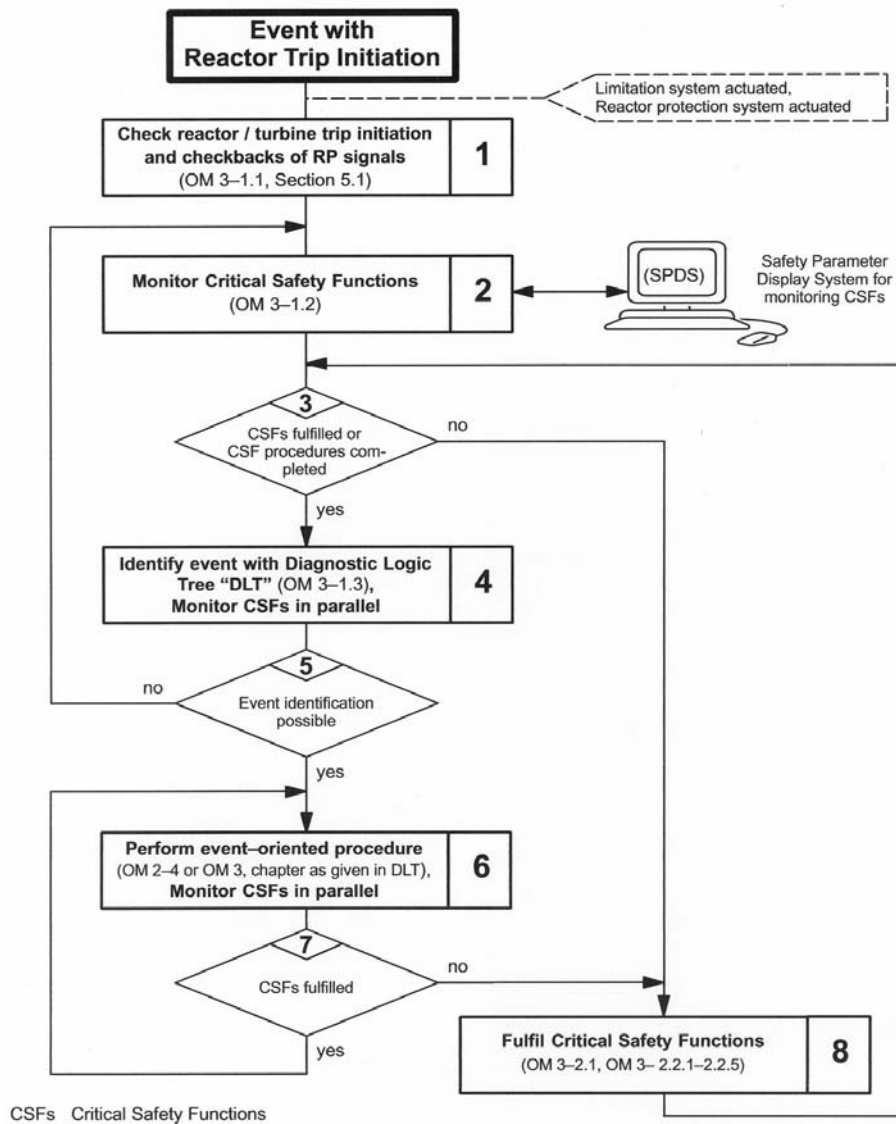 Event with
Reactor Trip Initiation
Limitation system actuated,
Reactor protection system actuated
Check reactor / turbine trip initiation
and checkbacks of RP signals
(OM 3–1.1, Section 5.1)
1
Monitor Critical Safety Functions
(OM 3–1.2)
2
(SPDS)
Safety Parameter
Display System for
monitoring CSFs
3
CSFs fulfilled or
CSF procedures com-
pleted
no
yes
Identify event with Diagnostic Logic
Tree “DLT” (OM 3–1.3),
Monitor CSFs in parallel
4
5
no
Event identification
possible
yes
Perform event–oriented procedure
(OM 2–4 or OM 3, chapter as given in DLT),
Monitor CSFs in parallel
6
7
CSFs fulfilled
no
yes
Fulfil Critical Safety Functions
(OM 3–2.1, OM 3– 2.2.1–2.2.5)
8
CSFs Critical Safety Functions